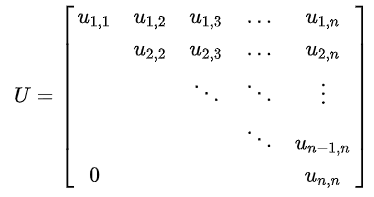 u₁,₁ u₁,₂ u₁,₃ … u₁,ₙ
u₂,₂ u₂,₃ … u₂,ₙ
U = ⋱ ⋱ ⋮
⋱ uₙ₋₁,ₙ
0 uₙ,ₙ